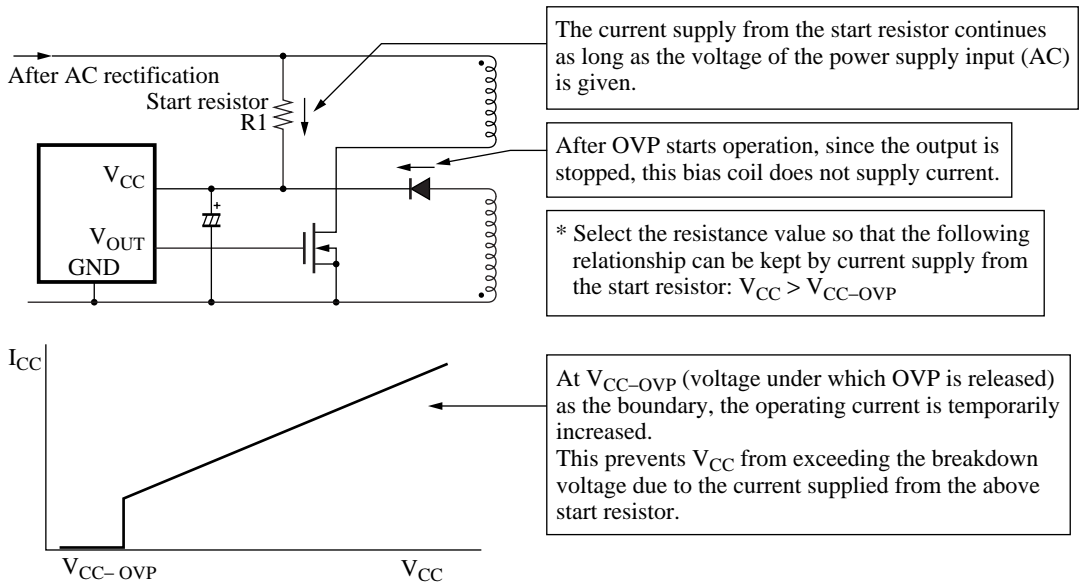 After AC rectification
Start resistor
R1
VCC
VOUT
GND
+
The current supply from the start resistor continues
as long as the voltage of the power supply input (AC)
is given.
After OVP starts operation, since the output is
stopped, this bias coil does not supply current.
* Select the resistance value so that the following
relationship can be kept by current supply from
the start resistor: VCC > VCC–OVP
ICC
VCC– OVP
VCC
At VCC–OVP (voltage under which OVP is released)
as the boundary, the operating current is temporarily
increased.
This prevents VCC from exceeding the breakdown
voltage due to the current supplied from the above
start resistor.